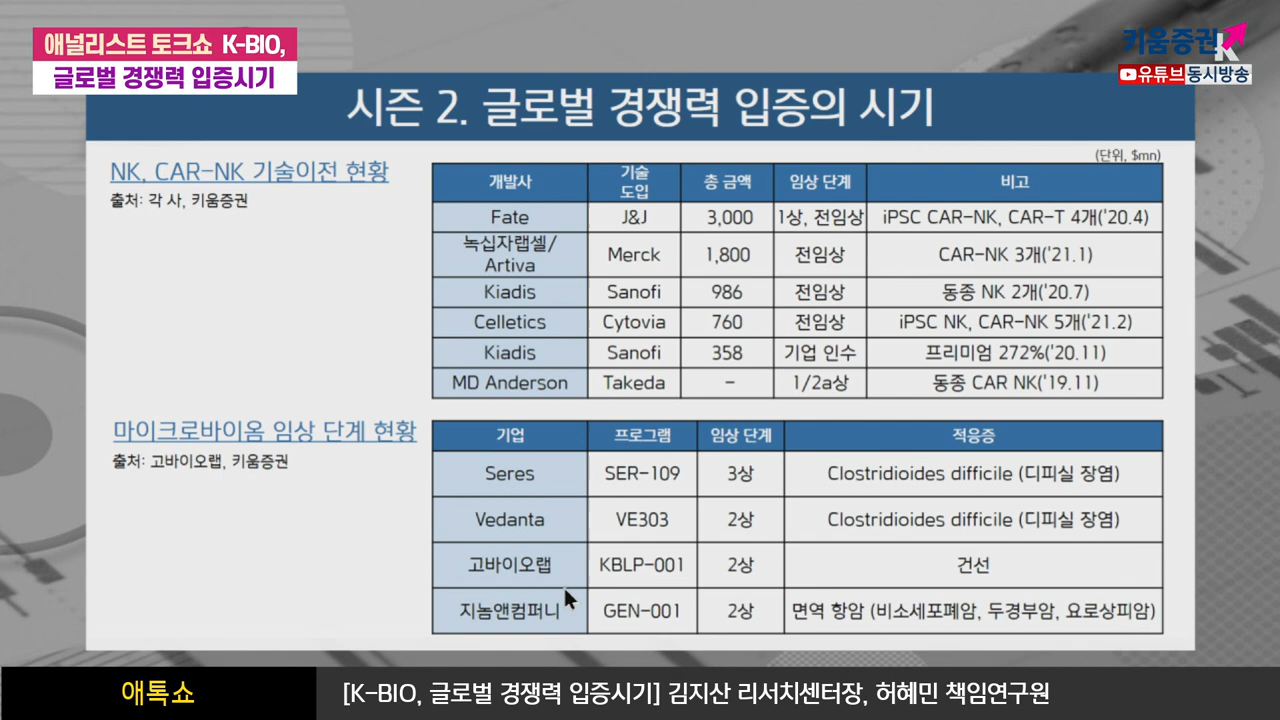 애널리스트 토크쇼 K-BIO,
글로벌 경쟁력 입증시기
키움증권K
유튜브동시방송
시즌 2. 글로벌 경쟁력 입증의 시기
NK, CAR-NK 기술이전 현황
출처: 각 사, 키움증권
(단위, $mn)
개발사 기술 도입 총 금액 임상 단계 비고
Fate J&J 3,000 1상, 전임상 iPSC CAR-NK, CAR-T 4개('20.4)
녹십자랩셀/ Artiva Merck 1,800 전임상 CAR-NK 3개('21.1)
Kiadis Sanofi 986 전임상 동종 NK 2개('20.7)
Celletics Cytovia 760 전임상 iPSC NK, CAR-NK 5개('21.2)
Kiadis Sanofi 358 기업 인수 프리미엄 272%('20.11)
MD Anderson Takeda - 1/2a상 동종 CAR NK('19.11)
마이크로바이옴 임상 단계 현황
출처: 고바이오랩, 키움증권
기업 프로그램 임상 단계 적응증
Seres SER-109 3상 Clostridioides difficile (디피실 장염)
Vedanta VE303 2상 Clostridioides difficile (디피실 장염)
고바이오랩 KBLP-001 2상 건선
지놈앤컴퍼니 GEN-001 2상 면역 항암 (비소세포폐암, 두경부암, 요로상피암)
애톡쇼
[K-BIO, 글로벌 경쟁력 입증시기] 김지산 리서치센터장, 허혜민 책임연구원